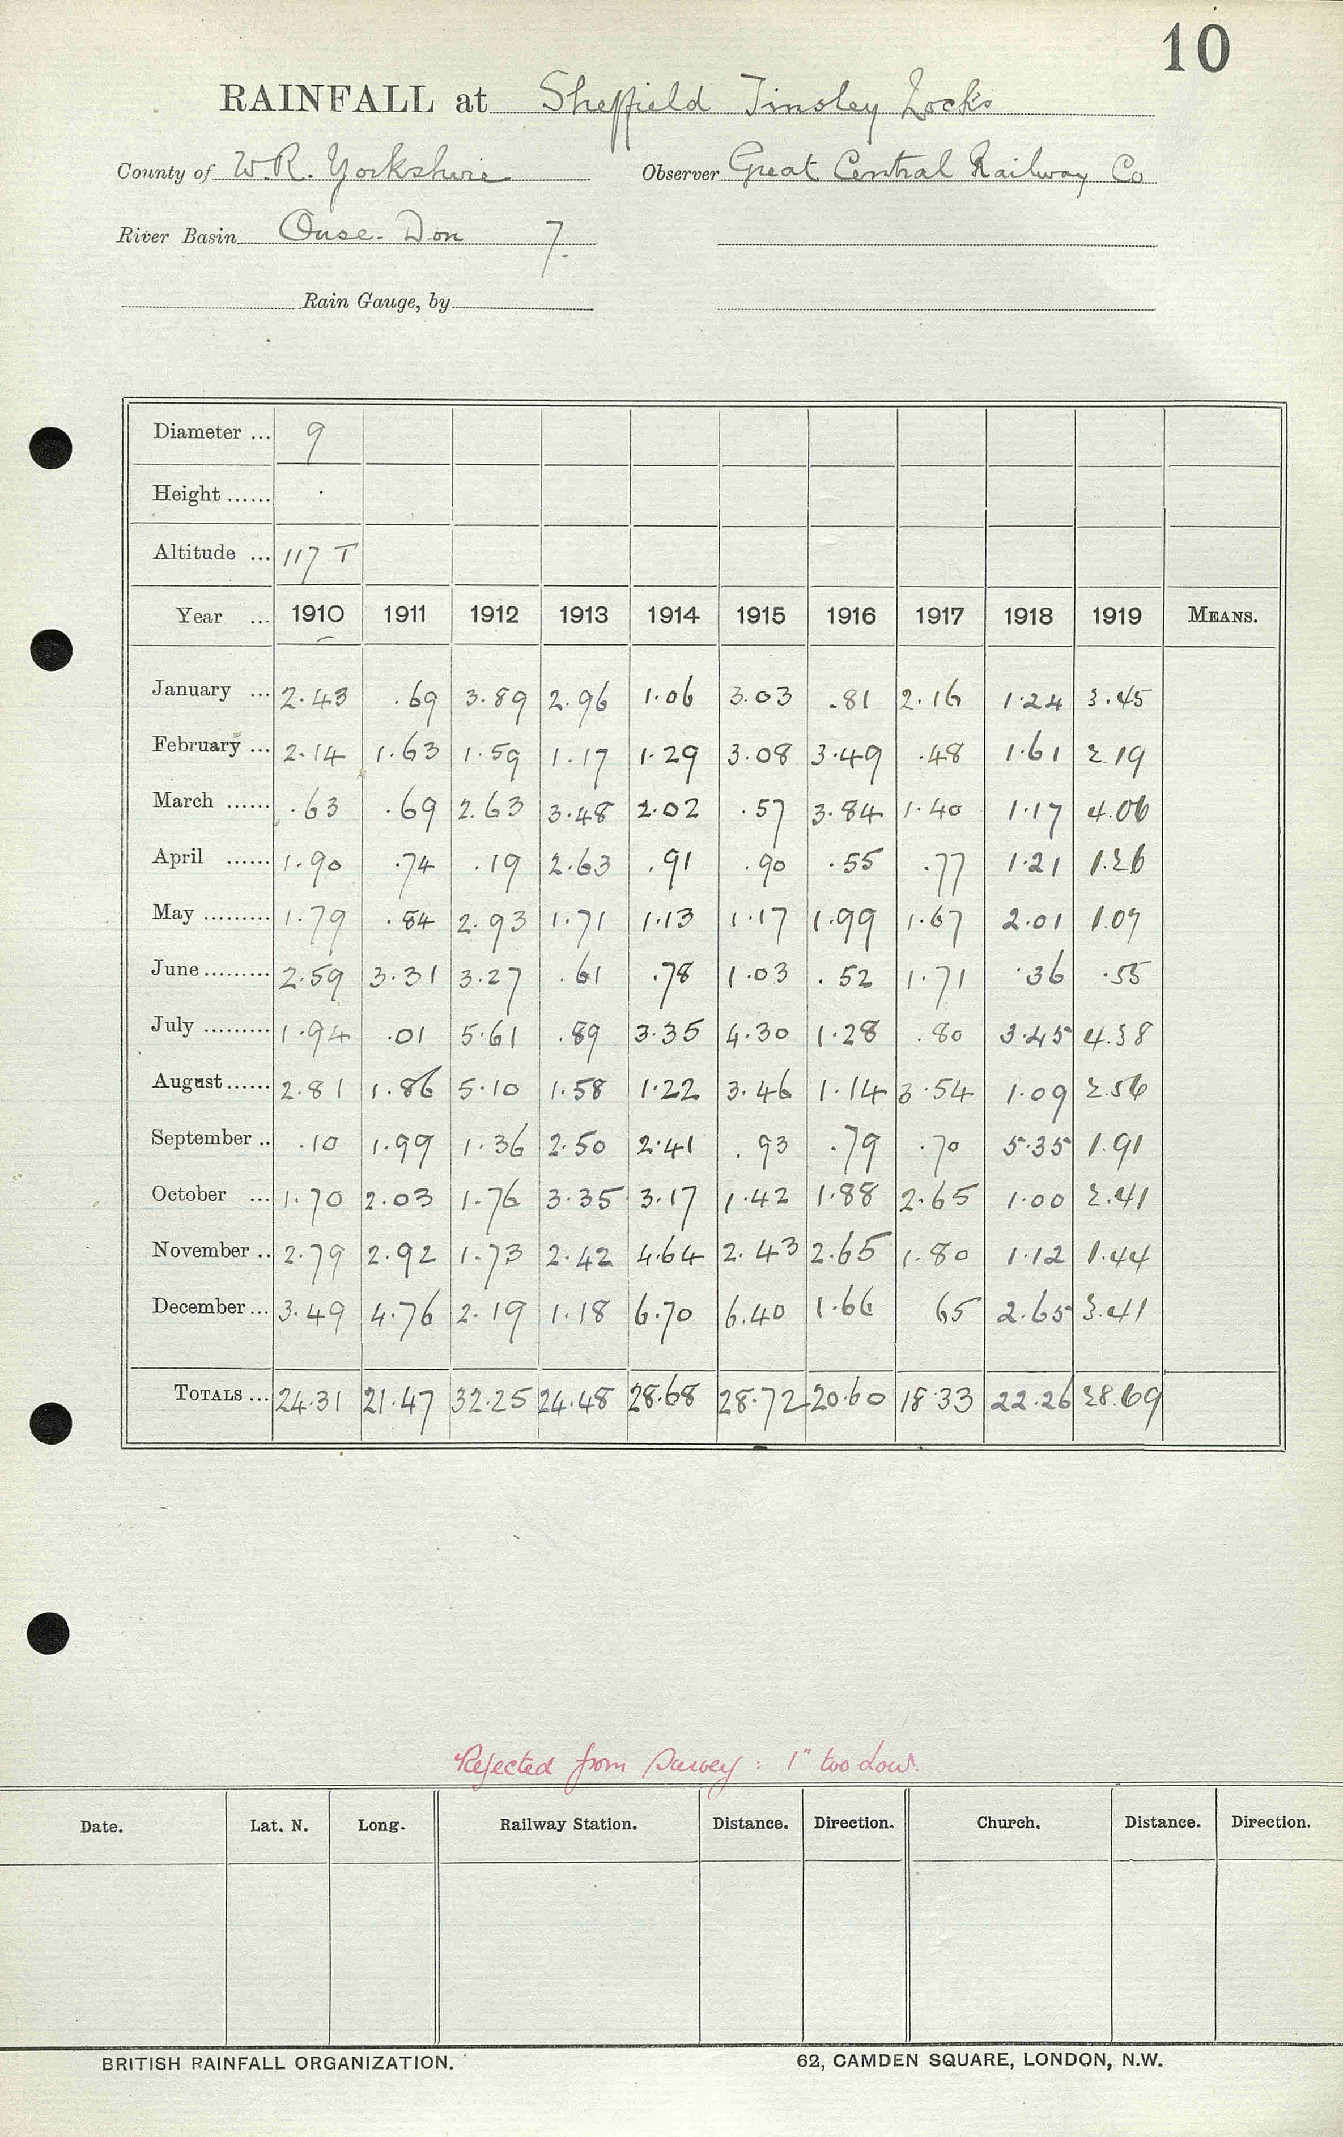 10
RAINFALL at Sheffield Tinsley Locks
County of W.R. Yorkshire Observer Great Central Railway Co
River Basin Ouse. Don 7.
Rain Gauge, by
Diameter ... 9
Height ...... .
Altitude ... 117 T
Year ... 1910 1911 1912 1913 1914 1915 1916 1917 1918 1919 MEANS.
January ... 2.43 .69 3.89 2.96 1.06 3.03 .81 2.16 1.24 3.45
February ... 2.14 1.63 1.59 1.17 1.29 3.08 3.49 .48 1.61 2 19
March ...... .63 .69 2.63 3.48 2.02 .57 3.84 1.40 1.17 4.06
April ...... 1.90 .74 .19 2.63 .91 .90 .55 .77 1.21 1.26
May ......... 1.79 .84 2.93 1.71 1.13 1.17 1.99 1.67 2.01 1.07
June ......... 2.59 3.31 3.27 .61 .78 1.03 .52 1.71 .36 .55
July ......... 1.94 .01 5.61 .89 3.35 4.30 1.28 .80 3.45 4.38
August ...... 2.81 1.86 5.10 1.58 1.22 3.46 1.14 3.54 1.09 2.56
September .. .10 1.99 1.36 2.50 2.41 .93 .79 .70 5.35 1.91
October ... 1.70 2.03 1.76 3.35 3.17 1.42 1.88 2.65 1.00 2.41
November .. 2.79 2.92 1.73 2.42 4.64 2.43 2.65 1.80 1.12 1.44
December ... 3.49 4.76 2.19 1.18 6.70 6.40 1.66 65 2.65 3.41
TOTALS ... 24.31 21.47 32.25 24.48 28.68 28.72 20.60 18.33 22.26 28.69
Rejected from Survey : 1" too low.
Date. Lat. N. Long. Railway Station. Distance. Direction. Church. Distance. Direction.
BRITISH RAINFALL ORGANIZATION. 62, CAMDEN SQUARE, LONDON, N.W.